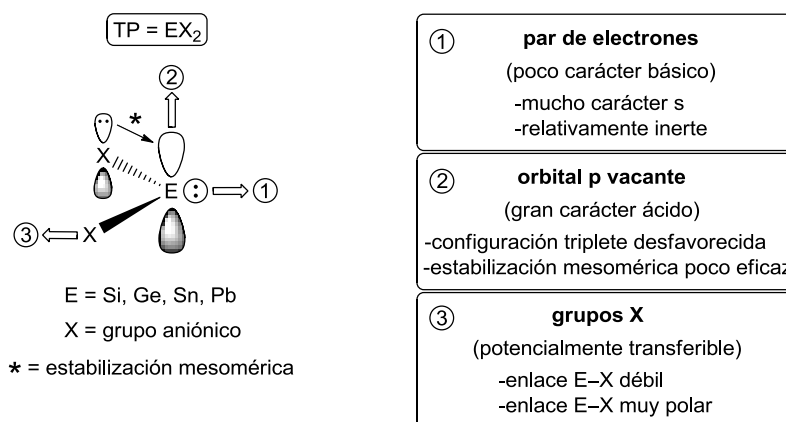 TP = EX₂
②
*
X
E
:
①
③
X
E = Si, Ge, Sn, Pb
X = grupo aniónico
* = estabilización mesomérica
① par de electrones
(poco carácter básico)
-mucho carácter s
-relativamente inerte
② orbital p vacante
(gran carácter ácido)
-configuración triplete desfavorecida
-estabilización mesomérica poco eficaz
③ grupos X
(potencialmente transferible)
-enlace E–X débil
-enlace E–X muy polar